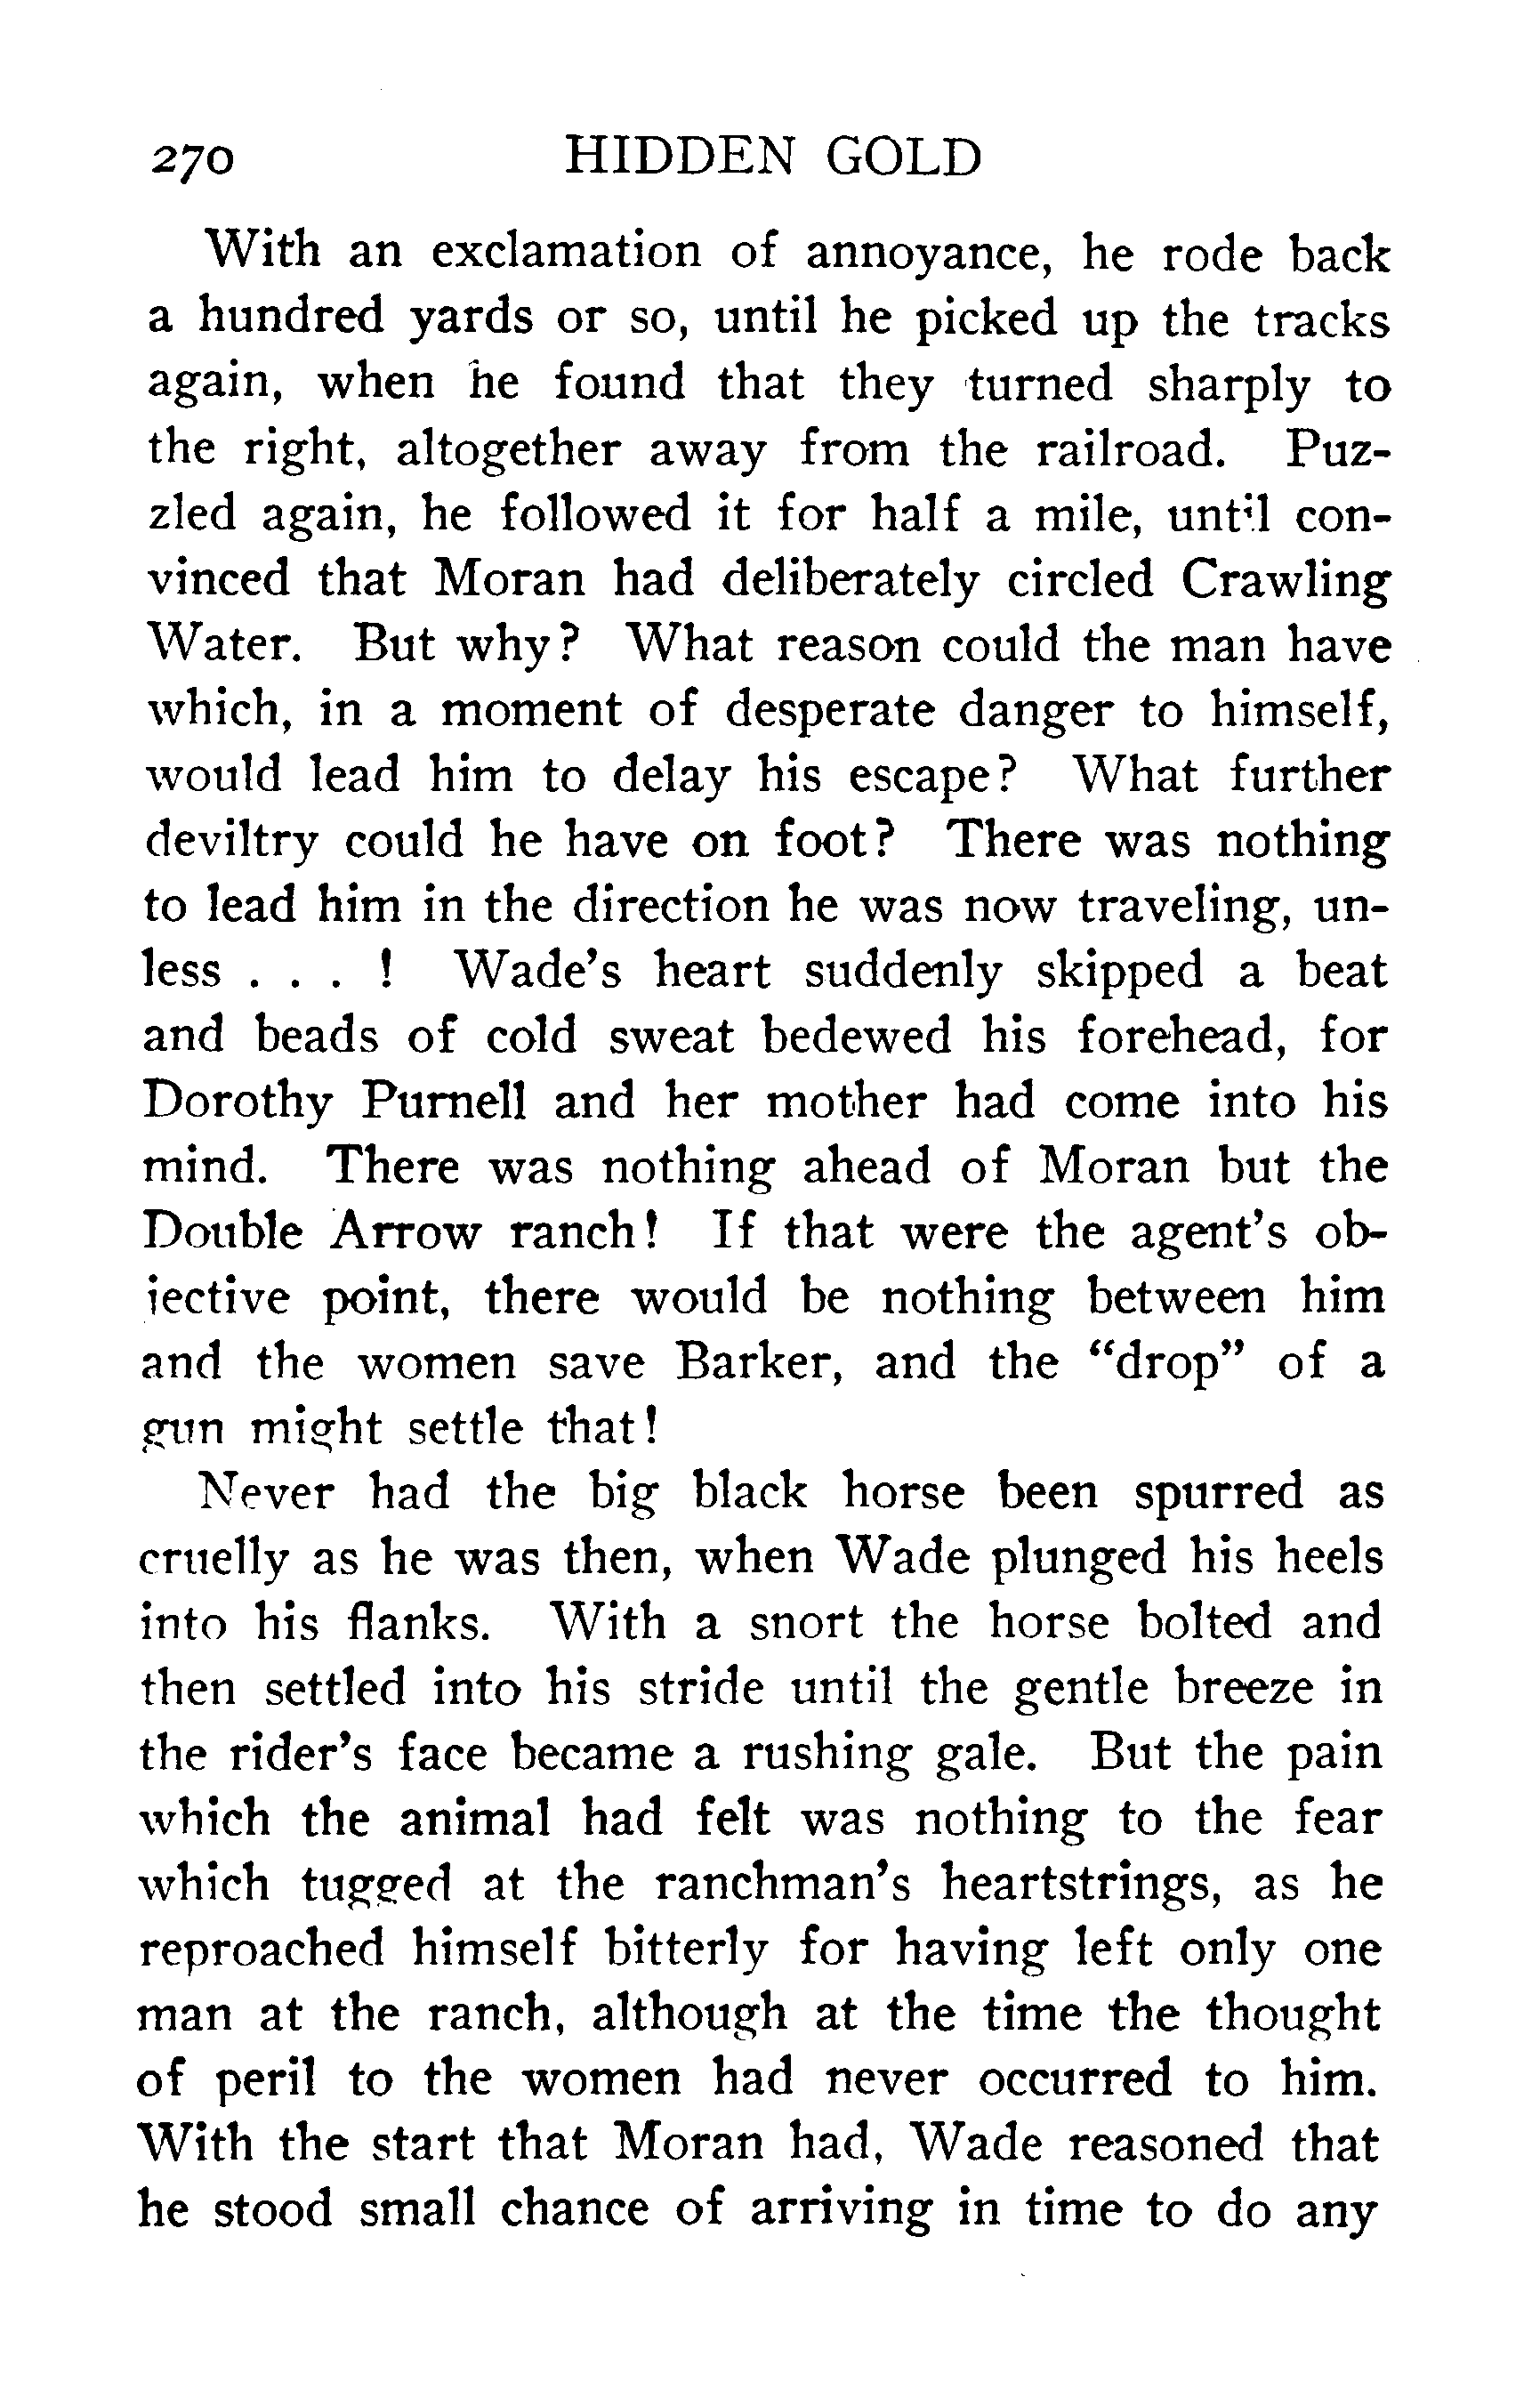 270 HIDDEN GOLD
With an exclamation of annoyance, he rode back
a hundred yards or so, until he picked up the tracks
again, when he found that they turned sharply to
the right, altogether away from the railroad. Puz-
zled again, he followed it for half a mile, until con-
vinced that Moran had deliberately circled Crawling
Water. But why? What reason could the man have
which, in a moment of desperate danger to himself,
would lead him to delay his escape? What further
deviltry could he have on foot? There was nothing
to lead him in the direction he was now traveling, un-
less . . . ! Wade's heart suddenly skipped a beat
and beads of cold sweat bedewed his forehead, for
Dorothy Purnell and her mother had come into his
mind. There was nothing ahead of Moran but the
Double Arrow ranch! If that were the agent's ob-
jective point, there would be nothing between him
and the women save Barker, and the "drop" of a
gun might settle that!
Never had the big black horse been spurred as
cruelly as he was then, when Wade plunged his heels
into his flanks. With a snort the horse bolted and
then settled into his stride until the gentle breeze in
the rider's face became a rushing gale. But the pain
which the animal had felt was nothing to the fear
which tugged at the ranchman's heartstrings, as he
reproached himself bitterly for having left only one
man at the ranch, although at the time the thought
of peril to the women had never occurred to him.
With the start that Moran had, Wade reasoned that
he stood small chance of arriving in time to do any